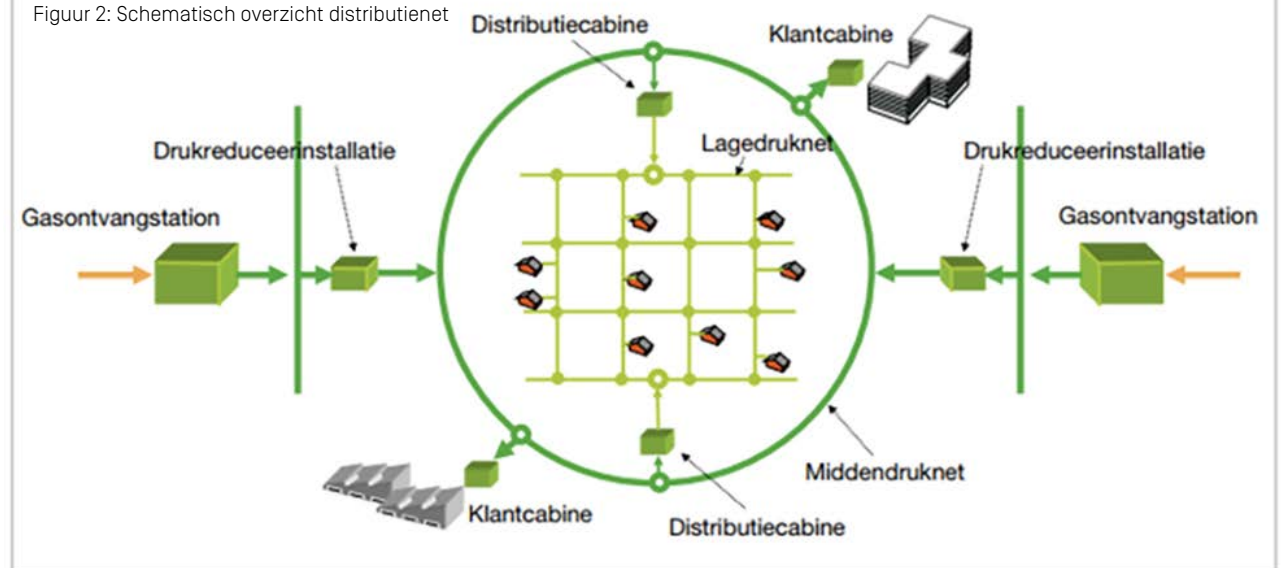 Figuur 2: Schematisch overzicht distributienet
Distributiecabine
Klantcabine
Lagedruknet
Drukreduceerinstallatie
Drukreduceerinstallatie
Gasontvangstation
Gasontvangstation
Middendruknet
Klantcabine
Distributiecabine